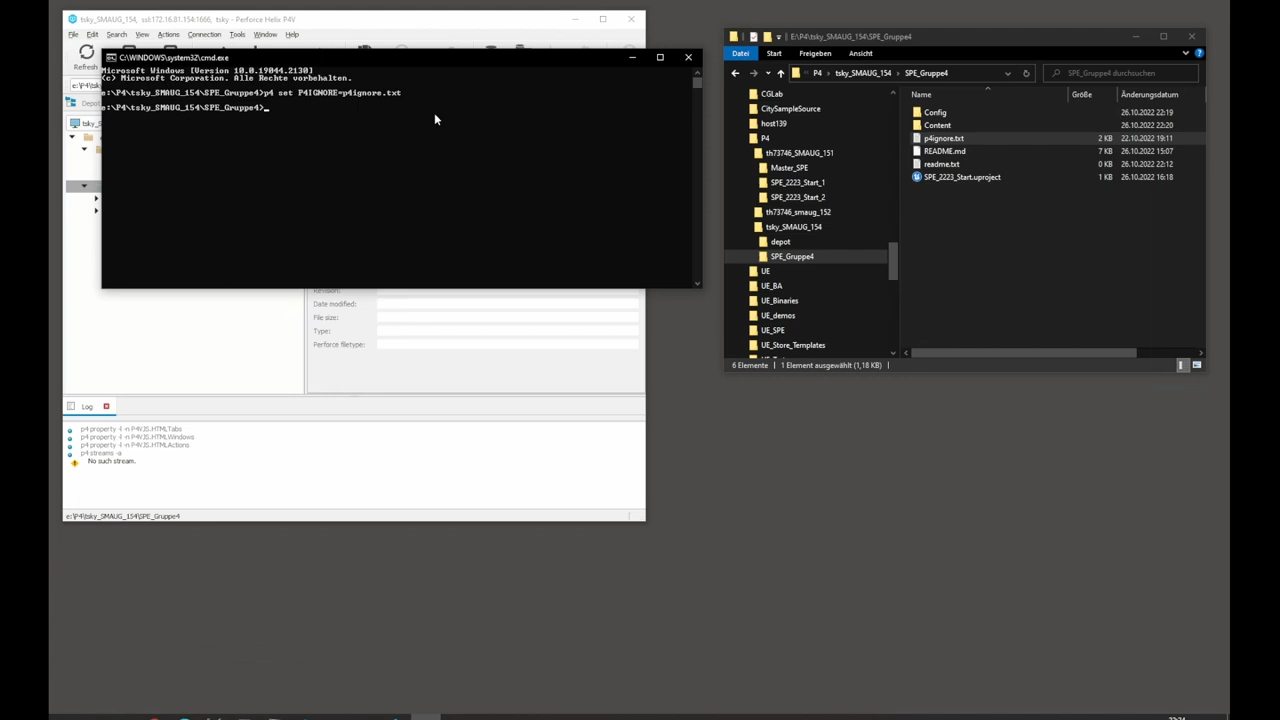 tsky_SMAUG_154, ssl:172.16.81.154:1666, tsky - Perforce Helix P4V
File Edit Search View Actions Connection Tools Window Help
Refresh
C:\WINDOWS\system32\cmd.exe
Microsoft Windows [Version 10.0.19044.2130]
(c) Microsoft Corporation. Alle Rechte vorbehalten.
e:\P4\tsky_SMAUG_154\SPE_Gruppe4>p4 set P4IGNORE=p4ignore.txt
e:\P4\tsky_SMAUG_154\SPE_Gruppe4>_
Depot
Date modified:
File size:
Type:
Perforce filetype:
Log
p4 property -l -n P4VJS.HTMLTabs
p4 property -l -n P4VJS.HTMLWindows
p4 property -l -n P4VJS.HTMLActions
p4 streams -a
No such stream.
e:\P4\tsky_SMAUG_154\SPE_Gruppe4
E:\P4\tsky_SMAUG_154\SPE_Gruppe4
Datei Start Freigeben Ansicht
P4 > tsky_SMAUG_154 > SPE_Gruppe4
SPE_Gruppe4 durchsuchen
CGLab
CitySampleSource
host139
P4
th73746_SMAUG_151
Master_SPE
SPE_2223_Start_1
SPE_2223_Start_2
th73746_smaug_152
tsky_SMAUG_154
depot
SPE_Gruppe4
UE
UE_BA
UE_Binaries
UE_demos
UE_SPE
UE_Store_Templates
Name Größe Änderungsdatum
Config 26.10.2022 22:19
Content 26.10.2022 22:20
p4ignore.txt 2 KB 22.10.2022 19:11
README.md 7 KB 26.10.2022 15:07
readme.txt 0 KB 26.10.2022 22:12
SPE_2223_Start.uproject 1 KB 26.10.2022 16:18
6 Elemente 1 Element ausgewählt (1,18 KB)